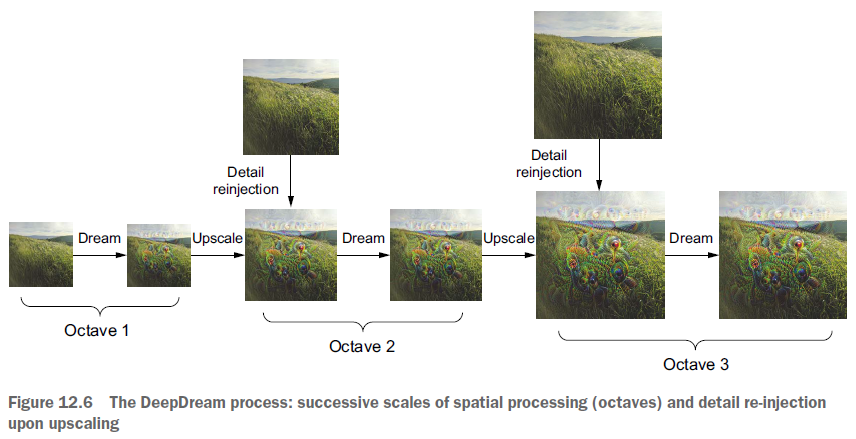 Detail
reinjection
Detail
reinjection
Dream
Upscale
Dream
Upscale
Dream
Octave 1
Octave 2
Octave 3
Figure 12.6 The DeepDream process: successive scales of spatial processing (octaves) and detail re-injection
upon upscaling